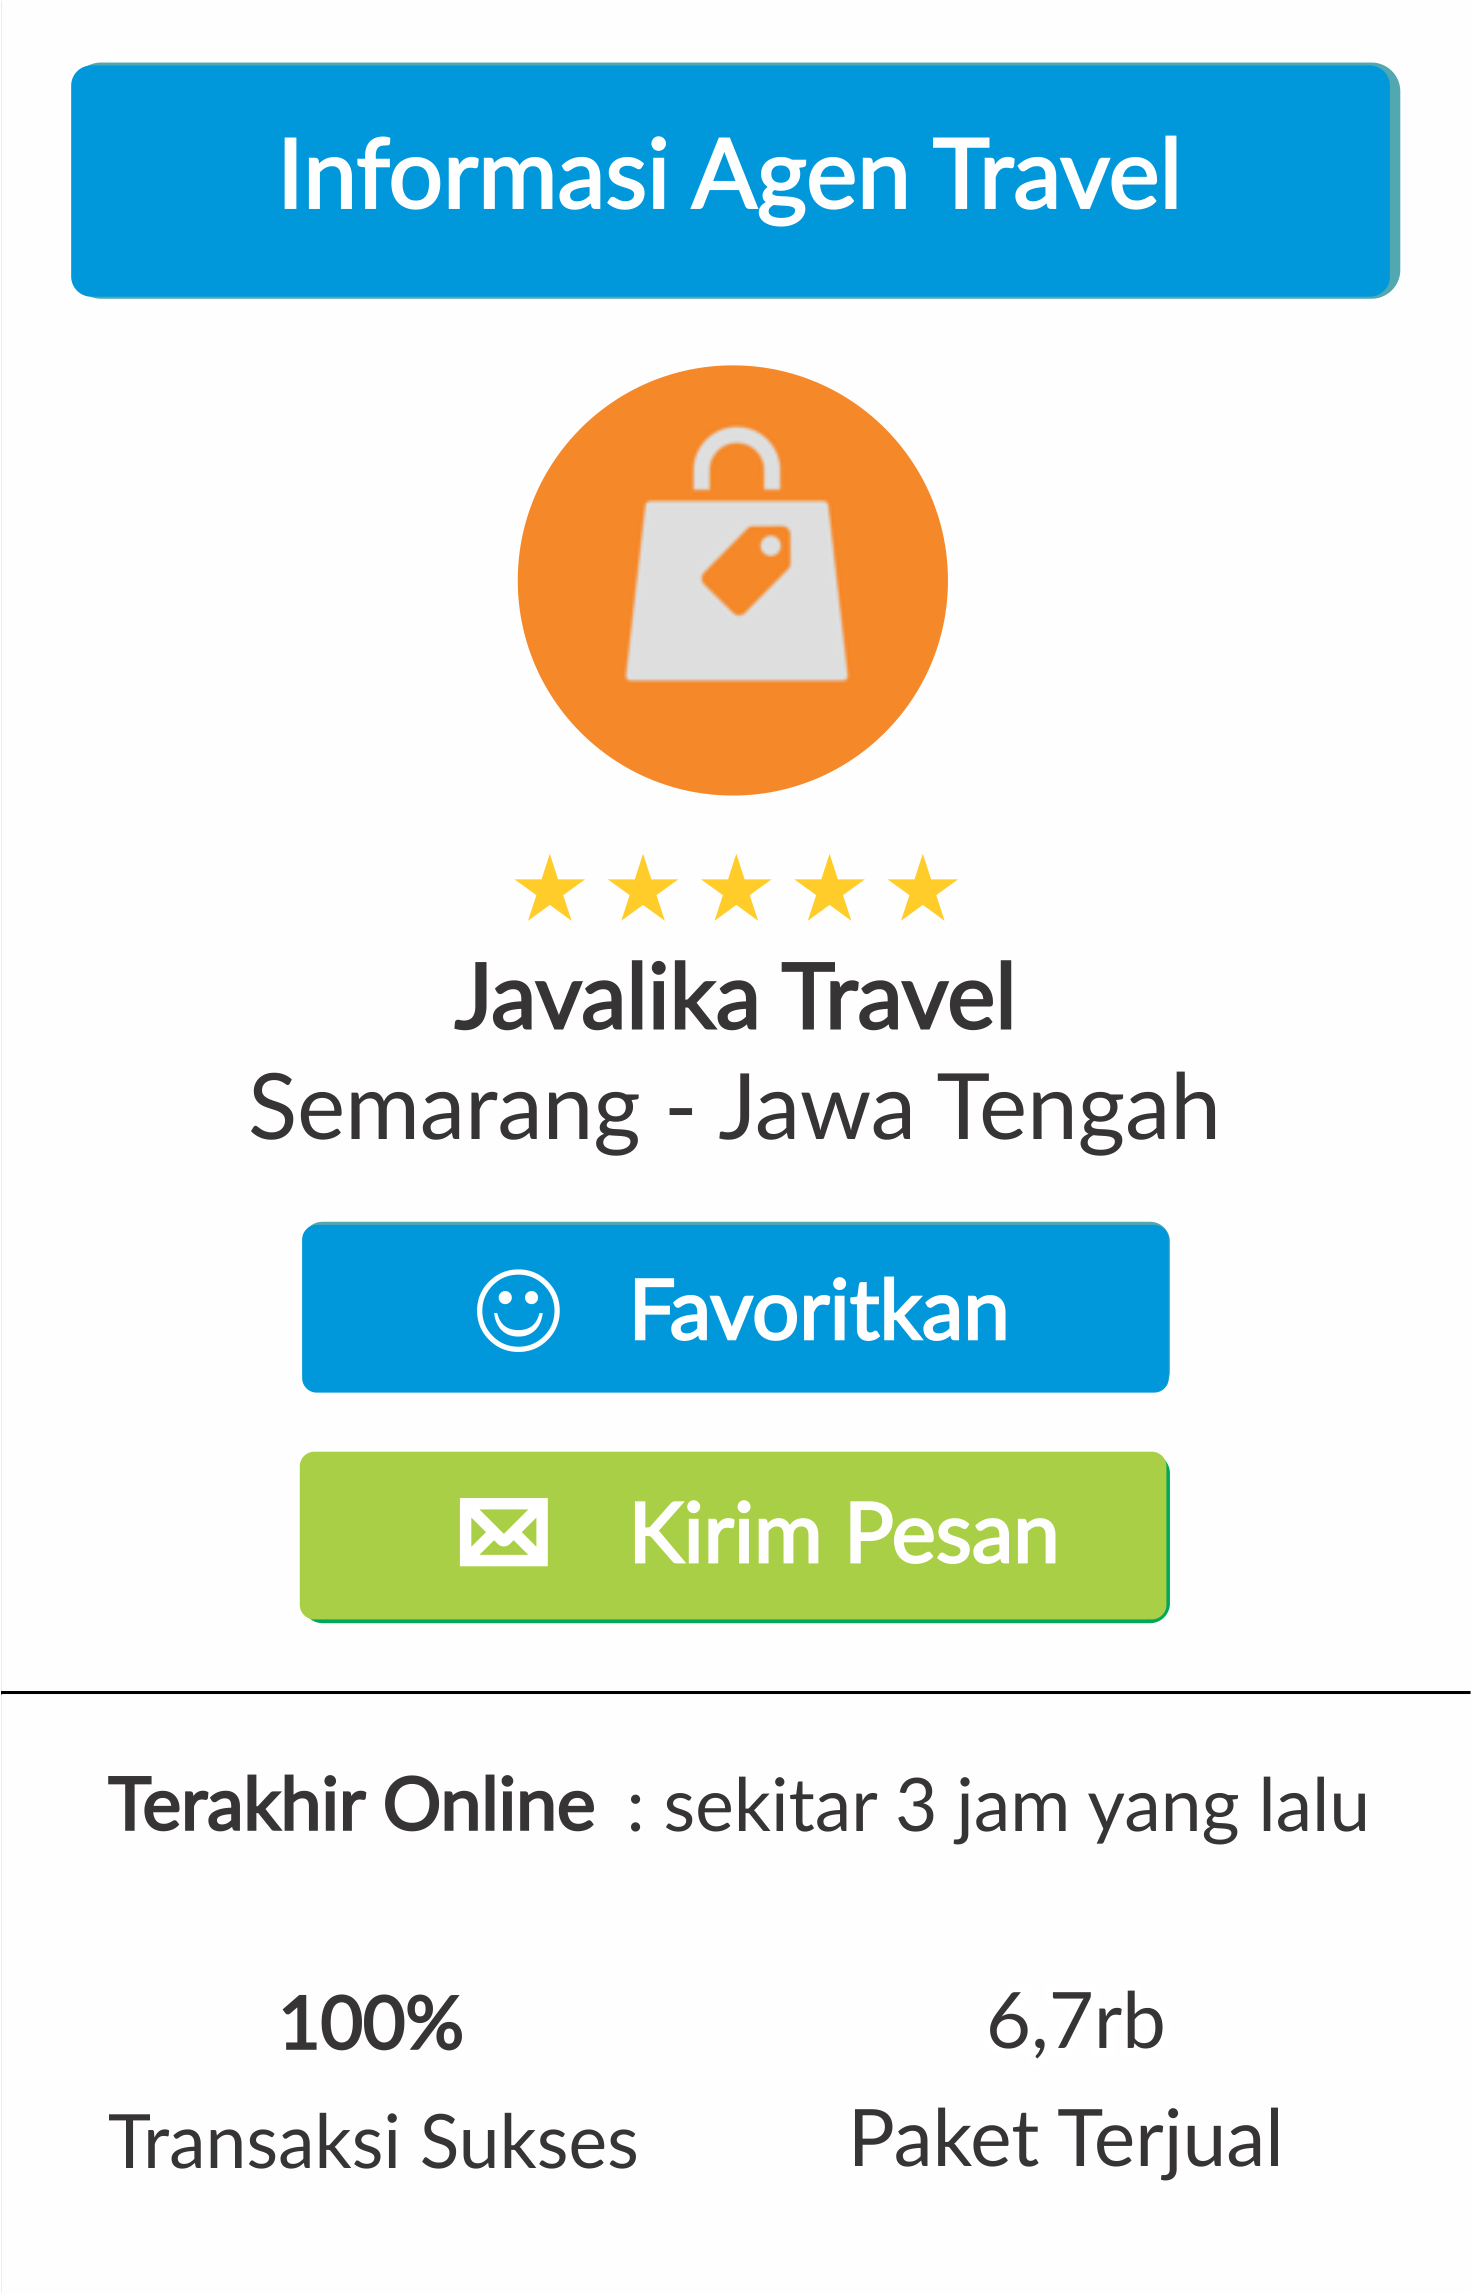 Informasi Agen Travel
Javalika Travel
Semarang - Jawa Tengah
Favoritkan
Kirim Pesan
Terakhir Online : sekitar 3 jam yang lalu
100%
Transaksi Sukses
6,7rb
Paket Terjual